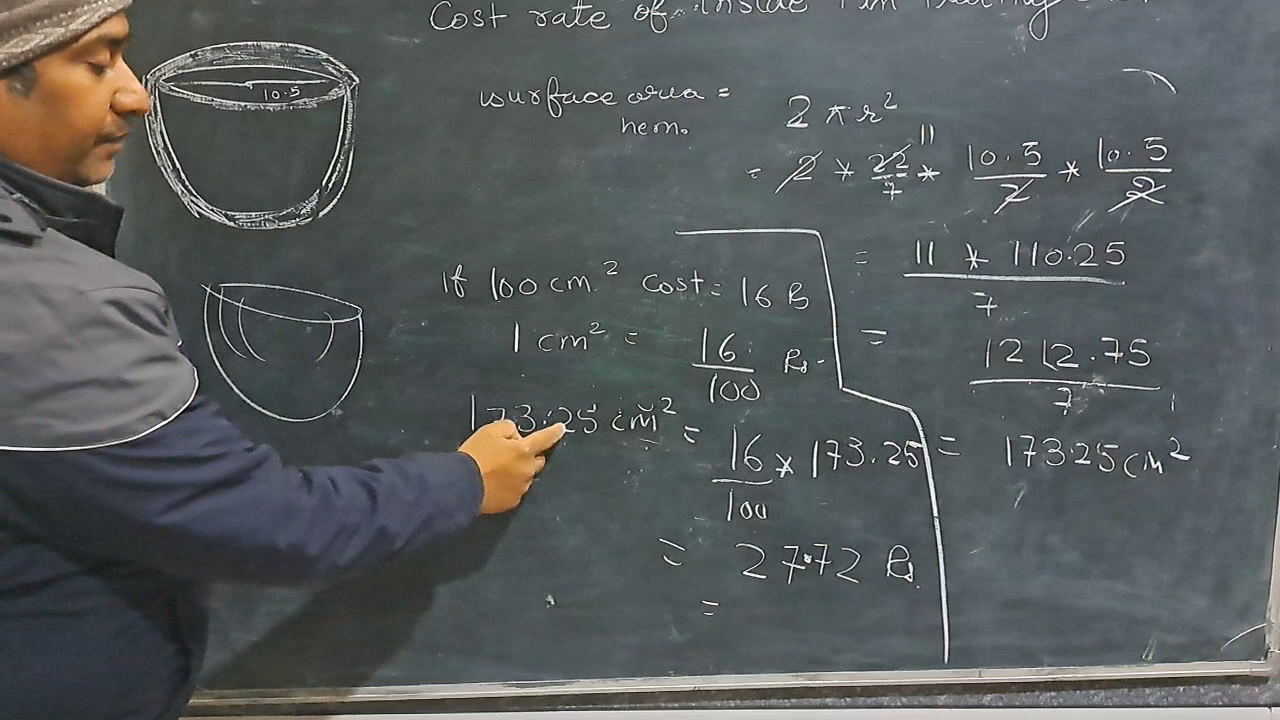 Cost rate of inside
10.5
surface area = 2 π r²
hem.
= 2 * 22/7 * 10.5/2 * 10.5/2
11
= 11 * 110.25 / 7
If 100 cm² cost = 16 Rs
1 cm² = 16/100 Rs.
= 1212.75 / 7
173.25 cm² = 16/100 * 173.25
= 173.25 cm²
= 27.72 Rs.
=